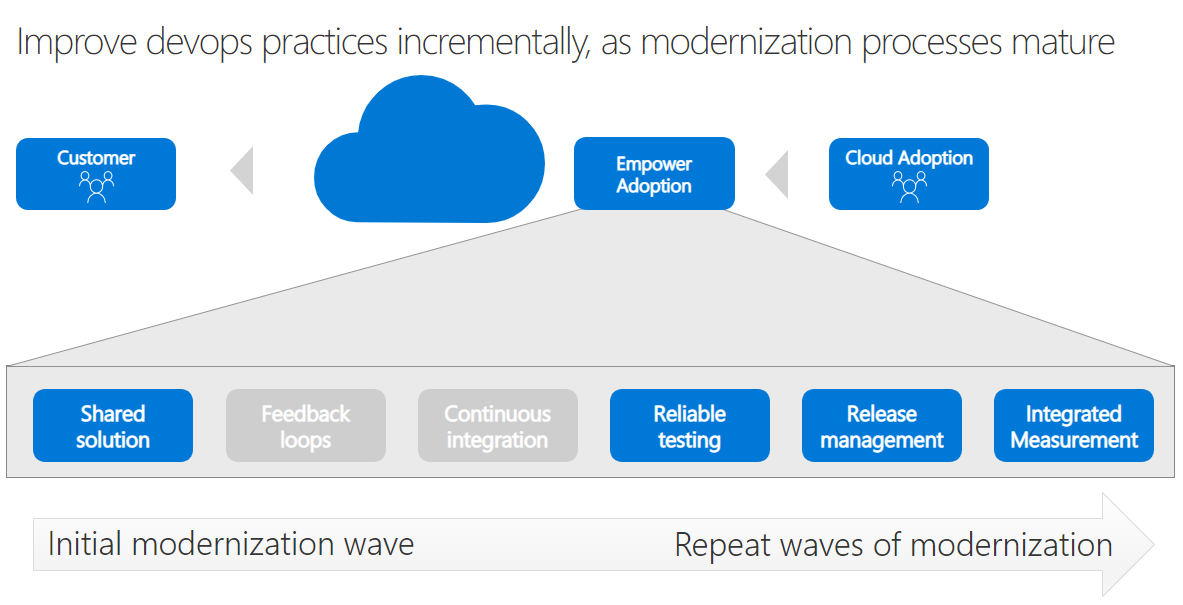 Improve devops practices incrementally, as modernization processes mature
Customer
Empower
Adoption
Cloud Adoption
Shared
solution
Feedback
loops
Continuous
integration
Reliable
testing
Release
management
Integrated
Measurement
Initial modernization wave
Repeat waves of modernization